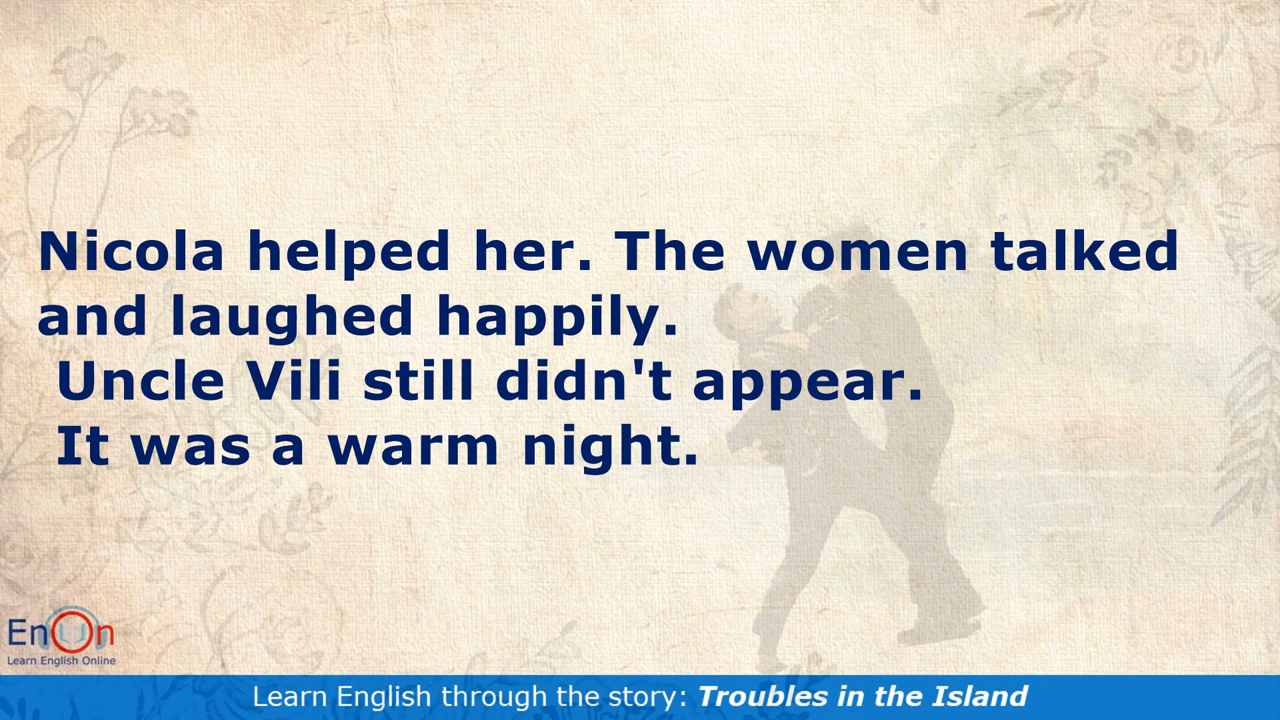 Nicola helped her. The women talked
and laughed happily.
Uncle Vili still didn't appear.
It was a warm night.
EnOn
Learn English Online
Learn English through the story: Troubles in the Island